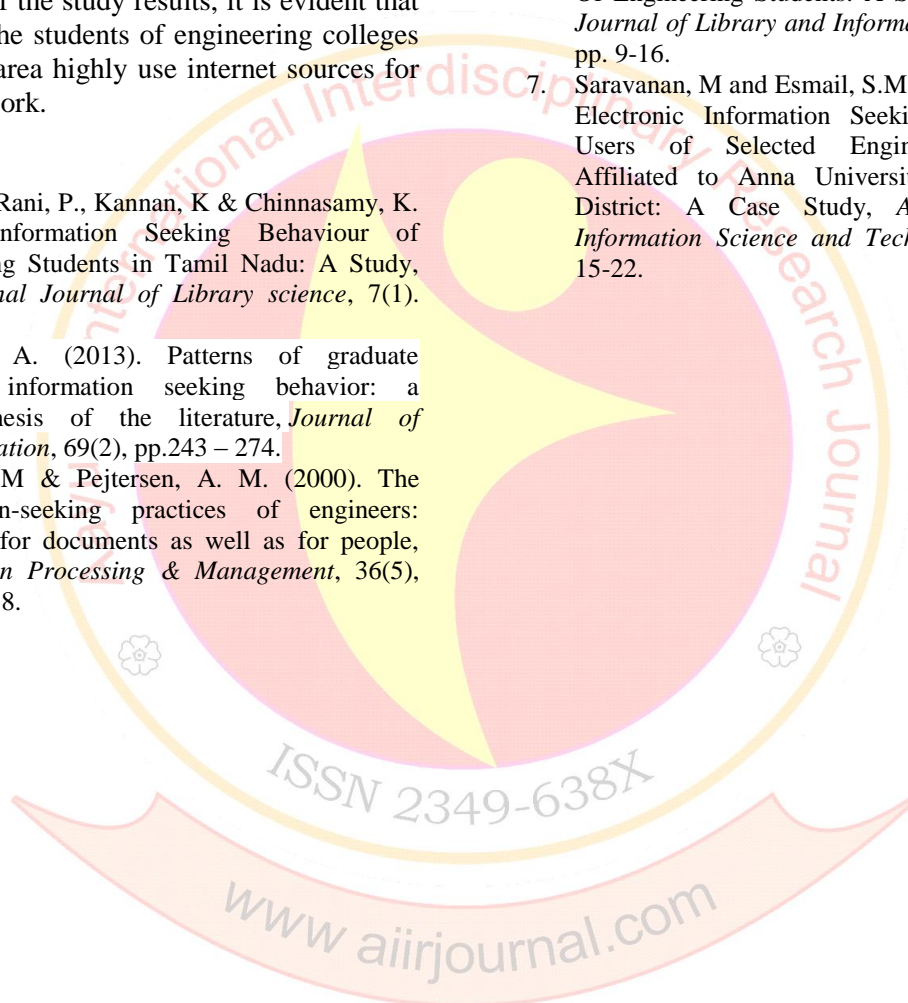 f the study results, it is evident that
he students of engineering colleges
area highly use internet sources for
ork.
Rani, P., Kannan, K & Chinnasamy, K.
nformation Seeking Behaviour of
ng Students in Tamil Nadu: A Study,
nal Journal of Library science, 7(1).
A. (2013). Patterns of graduate
information seeking behavior: a
nesis of the literature, Journal of
ation, 69(2), pp.243 – 274.
M & Pejtersen, A. M. (2000). The
n-seeking practices of engineers:
for documents as well as for people,
n Processing & Management, 36(5),
8.
Of Engineering Students: A S
Journal of Library and Informa
pp. 9-16.
7. Saravanan, M and Esmail, S.M
Electronic Information Seeki
Users of Selected Engin
Affiliated to Anna Universit
District: A Case Study, A
Information Science and Tech
15-22.
International Interdisciplinary Research Journal
ISSN 2349-638X
www aiirjournal.com